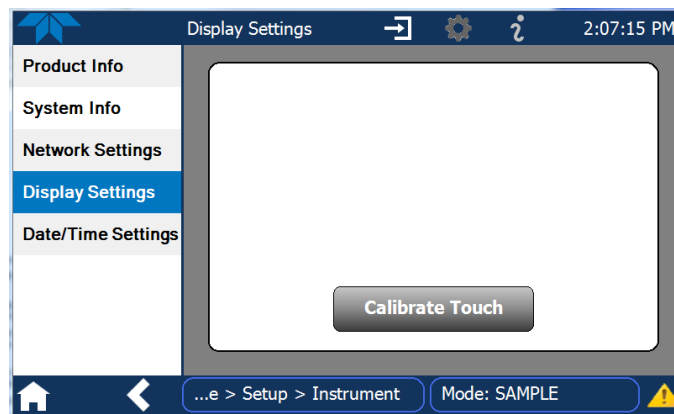 Display Settings
2:07:15 PM
Product Info
System Info
Network Settings
Display Settings
Date/Time Settings
Calibrate Touch
...e > Setup > Instrument
Mode: SAMPLE